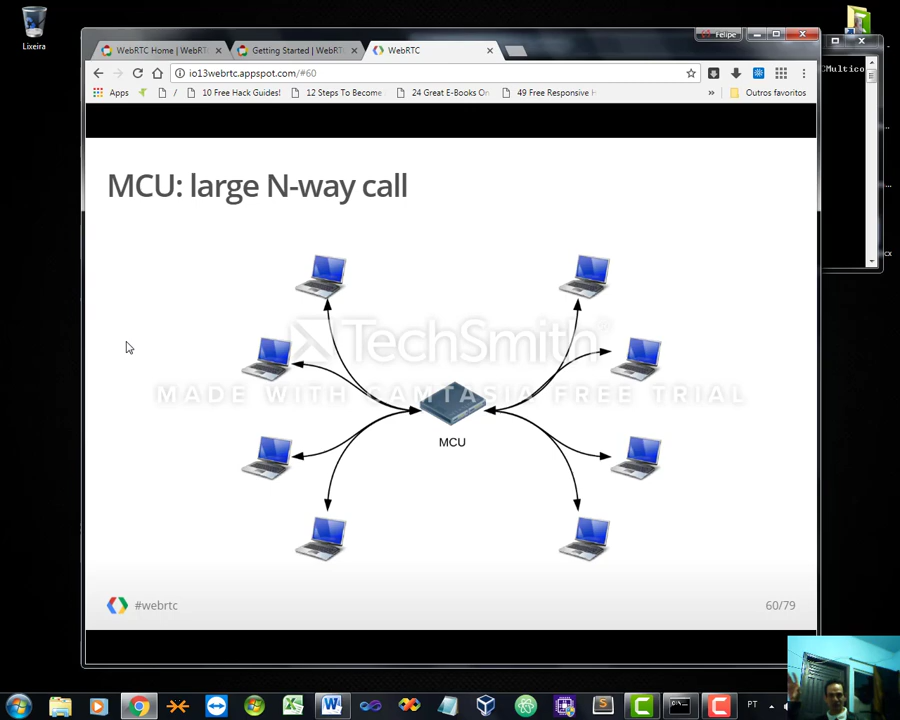 Lixeira
WebRTC Home | WebRT
Getting Started | WebRT
WebRTC
Felipe
io13webrtc.appspot.com/#60
Apps
/
10 Free Hack Guides!
12 Steps To Become
24 Great E-Books On
49 Free Responsive H
»
Outros favoritos
CMultico
MCU: large N-way call
TechSmith®
MADE WITH CAMTASIA FREE TRIAL
MCU
#webrtc
60/79
cx
PT